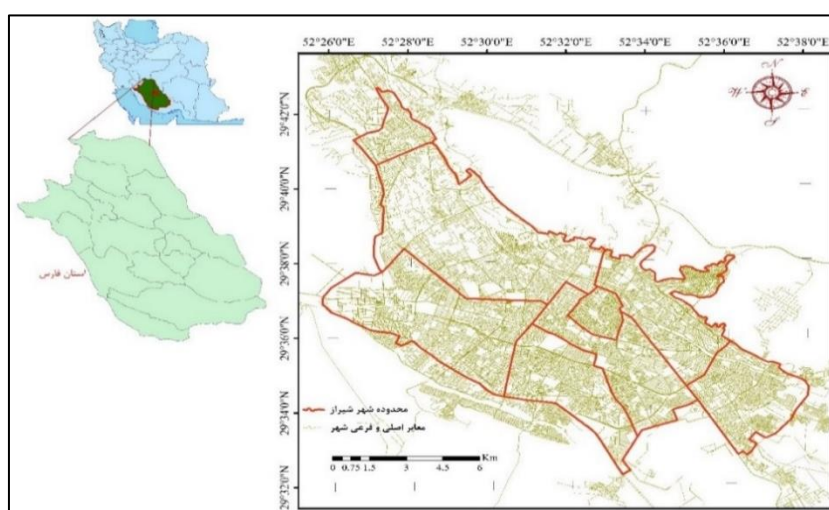 52°26'0"E 52°28'0"E 52°30'0"E 52°32'0"E 52°34'0"E 52°36'0"E 52°38'0"E
N
W E
S
29°42'0"N
29°40'0"N
29°38'0"N
29°36'0"N
29°34'0"N
29°32'0"N
استان فارس
محدوده شهر شیراز
معابر اصلی و فرعی شهر
Km
0 0.75 1.5 3 4.5 6